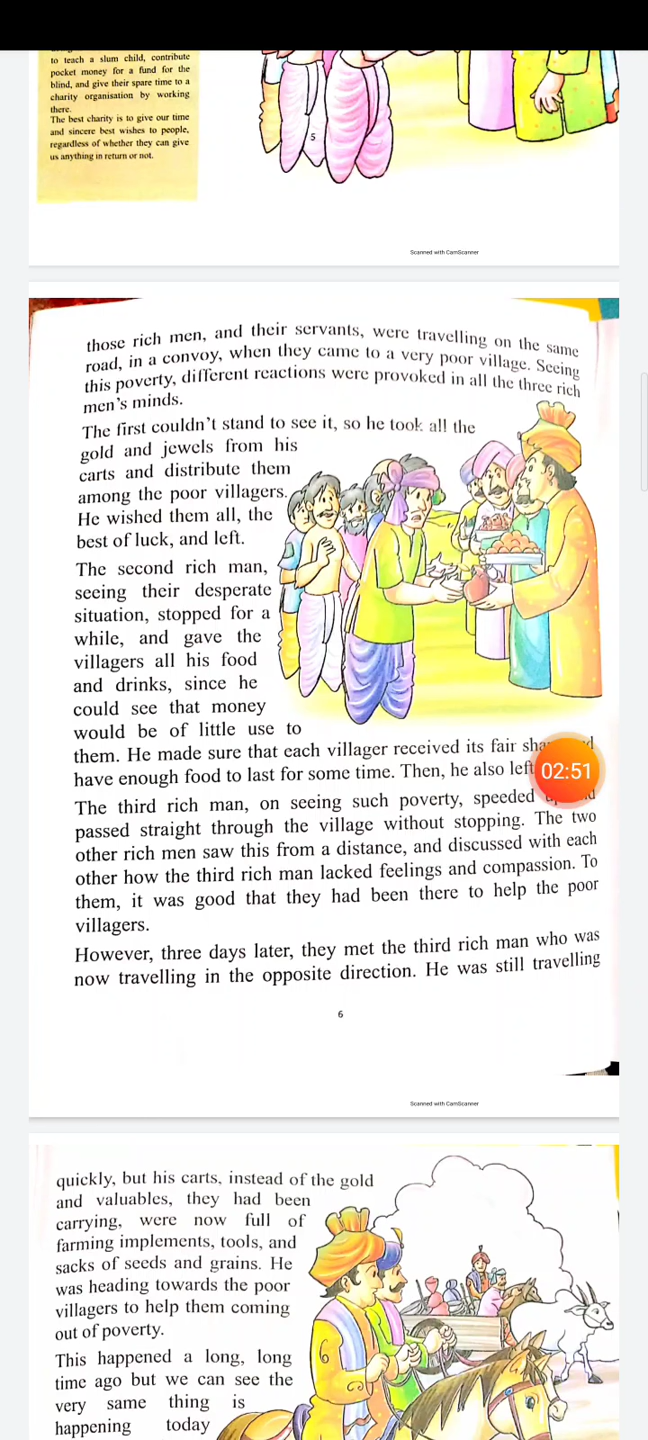 to teach a slum child, contribute
pocket money for a fund for the
blind, and give their spare time to a
charity organisation by working
there.
The best charity is to give our time
and sincere best wishes to people,
regardless of whether they can give
us anything in return or not.
5
Scanned with CamScanner
those rich men, and their servants, were travelling on the same
road, in a convoy, when they came to a very poor village. Seeing
this poverty, different reactions were provoked in all the three rich
men's minds.
The first couldn't stand to see it, so he took all the
gold and jewels from his
carts and distribute them
among the poor villagers.
He wished them all, the
best of luck, and left.
The second rich man,
seeing their desperate
situation, stopped for a
while, and gave the
villagers all his food
and drinks, since he
could see that money
would be of little use to
them. He made sure that each villager received its fair
have enough food to last for some time. Then, he also left
02:51
The third rich man, on seeing such poverty, speeded
passed straight through the village without stopping. The two
other rich men saw this from a distance, and discussed with each
other how the third rich man lacked feelings and compassion. To
them, it was good that they had been there to help the poor
villagers.
However, three days later, they met the third rich man who was
now travelling in the opposite direction. He was still travelling
6
Scanned with CamScanner
quickly, but his carts, instead of the gold
and valuables, they had been
carrying, were now full of
farming implements, tools, and
sacks of seeds and grains. He
was heading towards the poor
villagers to help them coming
out of poverty.
This happened a long, long
time ago but we can see the
very same thing is
happening today